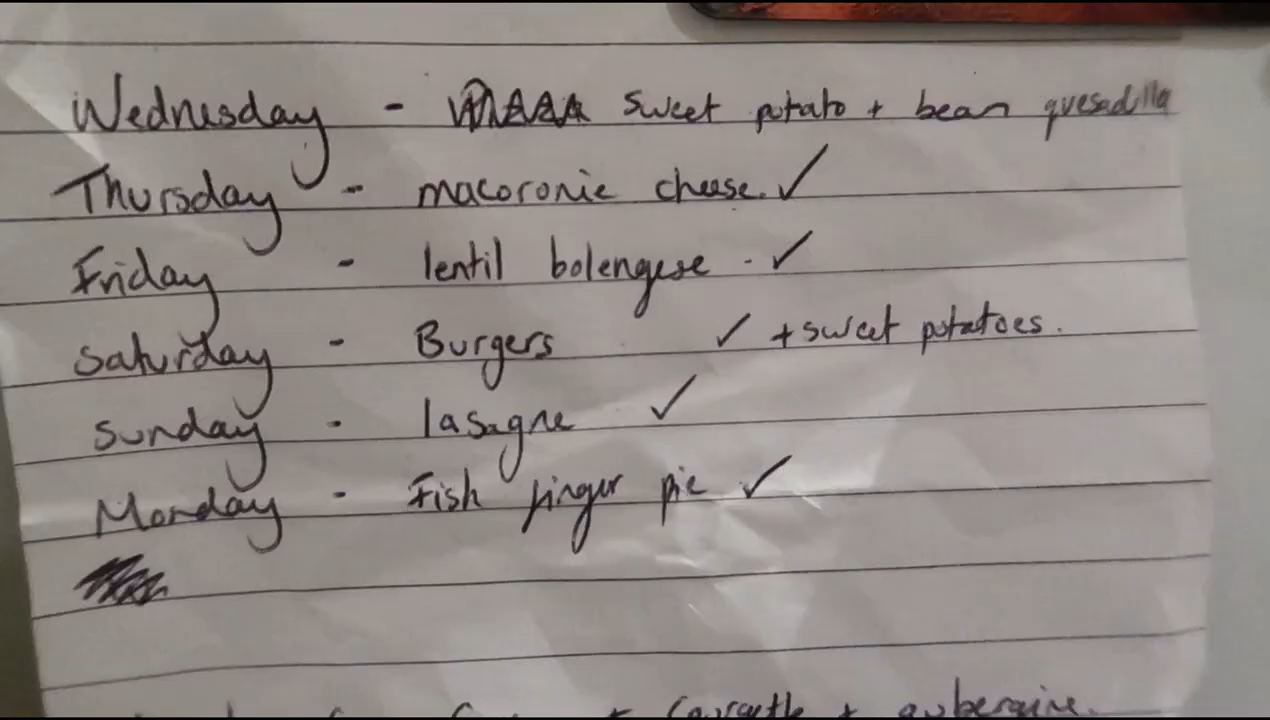 Wednesday - sweet potato + bean quesadilla
Thursday - macoronie cheese. ✓
Friday - lentil bolengese - ✓
Saturday - Burgers ✓ + sweet potatoes.
Sunday - lasagne ✓
Monday - Fish finger pie ✓
+ courgette + aubergine.